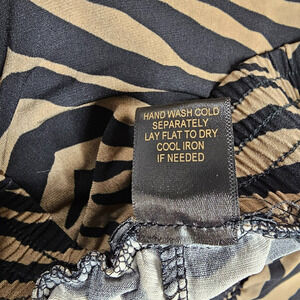 HAND WASH COLD
SEPARATELY
LAY FLAT TO DRY
COOL IRON
IF NEEDED